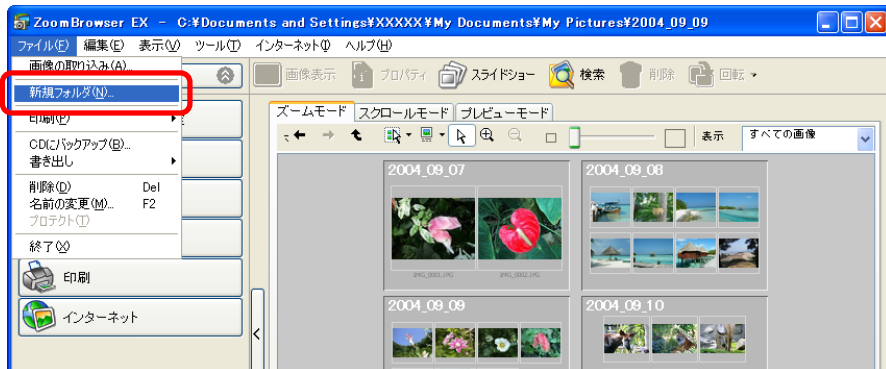 ZoomBrowser EX － C:¥Documents and Settings¥XXXXX¥My Documents¥My Pictures¥2004_09_09
ファイル(F) 編集(E) 表示(V) ツール(T) インターネット(I) ヘルプ(H)
画像の取り込み(A)...
新規フォルダ(N)...
印刷(P)
CDにバックアップ(B)...
書き出し
削除(D) Del
名前の変更(M)... F2
プロテクト(T)
終了(X)
画像表示 プロパティ スライドショー 検索 削除 回転
ズームモード スクロールモード プレビューモード
表示 すべての画像
2004_09_07 2004_09_08
IMG_0001.JPG IMG_0002.JPG
2004_09_09 2004_09_10
印刷
インターネット